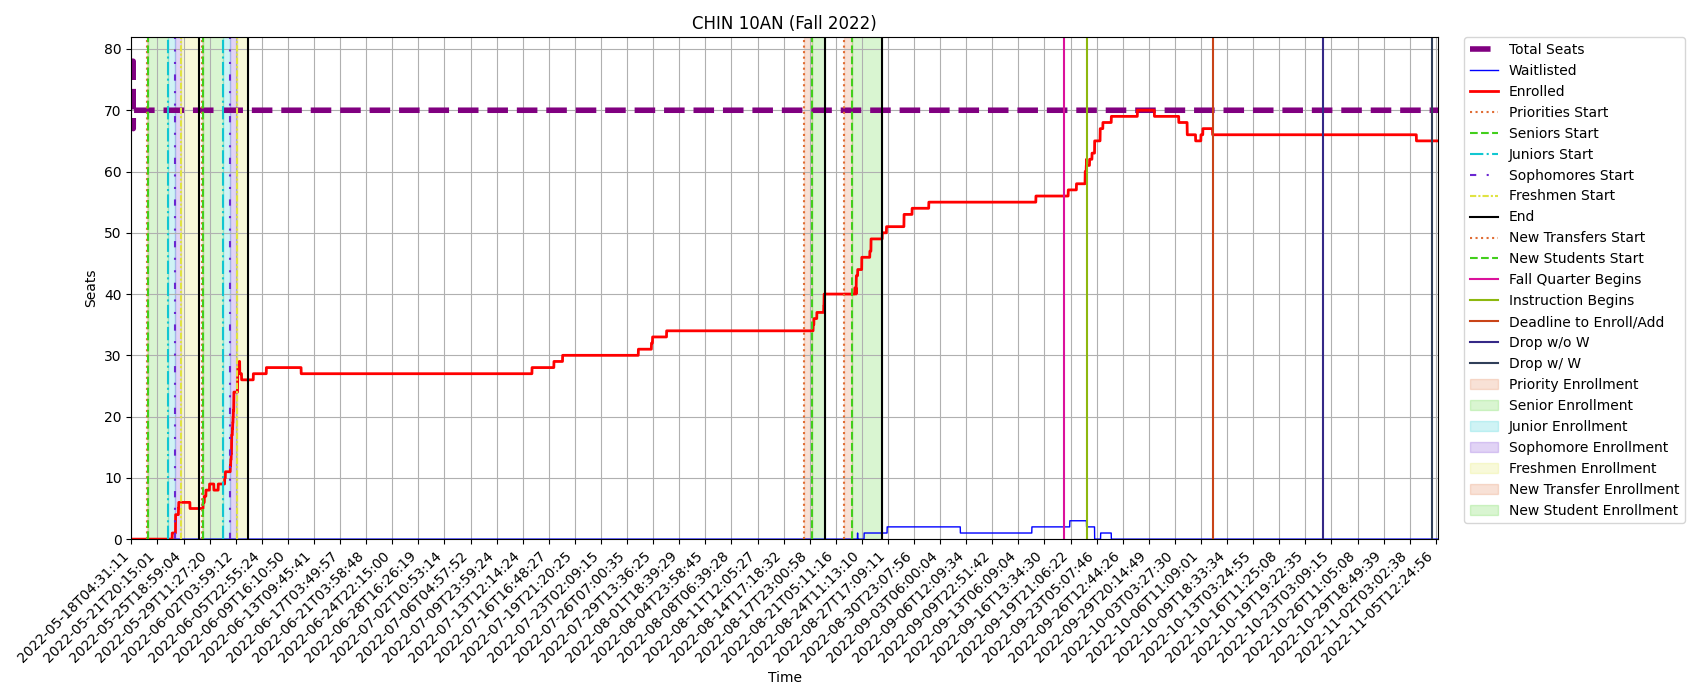 CHIN 10AN (Fall 2022)
Seats
80
70
60
50
40
30
20
10
0
2022-05-18T04:31:11
2022-05-21T20:15:01
2022-05-25T18:59:04
2022-05-29T11:27:20
2022-06-02T03:59:12
2022-06-05T22:55:24
2022-06-09T16:10:50
2022-06-13T09:45:41
2022-06-17T03:49:57
2022-06-21T03:58:48
2022-06-24T22:15:00
2022-06-28T16:26:19
2022-07-02T10:53:14
2022-07-06T04:57:52
2022-07-09T23:59:24
2022-07-13T12:14:24
2022-07-16T16:48:27
2022-07-19T21:20:25
2022-07-23T02:09:15
2022-07-26T07:00:35
2022-07-29T13:36:25
2022-08-01T18:39:29
2022-08-04T23:58:45
2022-08-08T06:39:28
2022-08-11T12:05:27
2022-08-14T17:18:32
2022-08-17T23:00:58
2022-08-21T05:11:16
2022-08-24T11:13:10
2022-08-27T17:09:11
2022-08-30T23:07:56
2022-09-03T06:00:04
2022-09-06T12:09:34
2022-09-09T22:51:42
2022-09-13T06:09:04
2022-09-16T13:34:30
2022-09-19T21:06:22
2022-09-23T05:07:46
2022-09-26T12:44:26
2022-09-29T20:14:49
2022-10-03T03:27:30
2022-10-06T11:09:01
2022-10-09T18:33:34
2022-10-13T03:24:55
2022-10-16T11:25:08
2022-10-19T19:22:35
2022-10-23T03:09:15
2022-10-26T11:05:08
2022-10-29T18:49:39
2022-11-02T03:02:38
2022-11-05T12:24:56
Time
Total Seats
Waitlisted
Enrolled
Priorities Start
Seniors Start
Juniors Start
Sophomores Start
Freshmen Start
End
New Transfers Start
New Students Start
Fall Quarter Begins
Instruction Begins
Deadline to Enroll/Add
Drop w/o W
Drop w/ W
Priority Enrollment
Senior Enrollment
Junior Enrollment
Sophomore Enrollment
Freshmen Enrollment
New Transfer Enrollment
New Student Enrollment